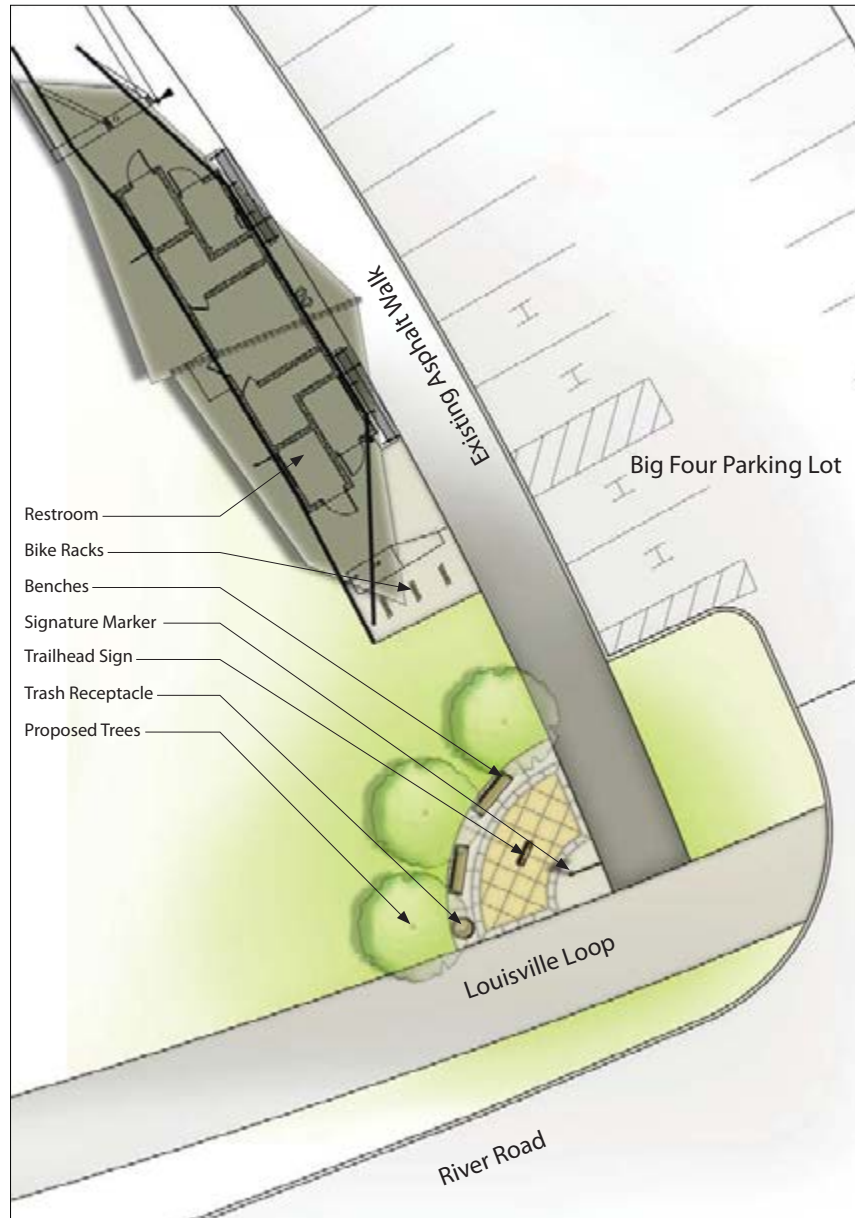 Existing Asphalt Walk
Big Four Parking Lot
Restroom
Bike Racks
Benches
Signature Marker
Trailhead Sign
Trash Receptacle
Proposed Trees
Louisville Loop
River Road